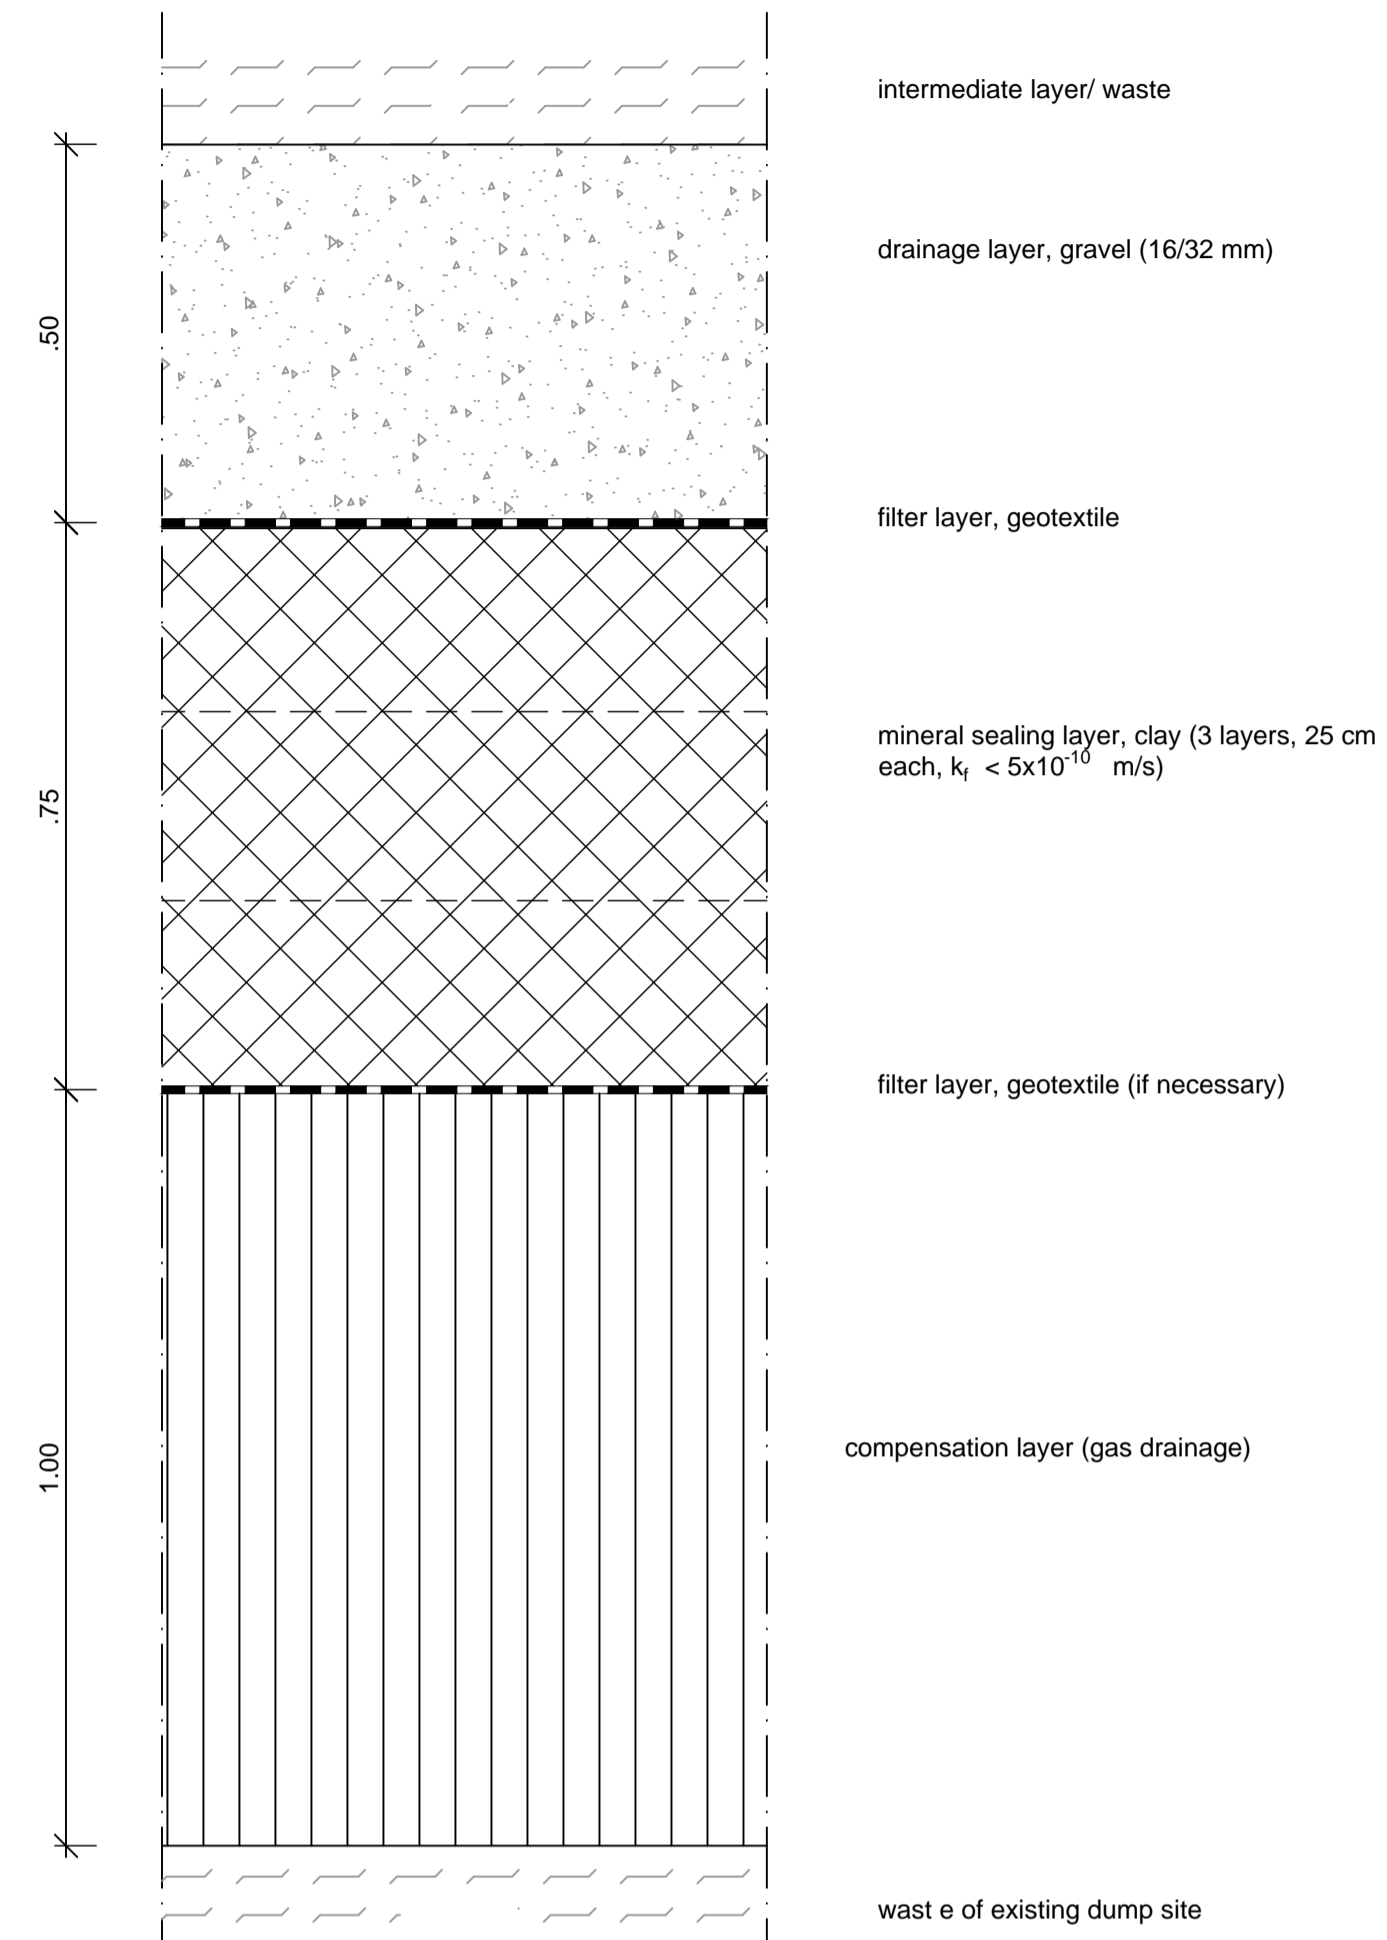 intermediate layer/ waste
drainage layer, gravel (16/32 mm)
.50
filter layer, geotextile
mineral sealing layer, clay (3 layers, 25 cm
each, kf < 5x10-10 m/s)
.75
filter layer, geotextile (if necessary)
compensation layer (gas drainage)
1.00
wast e of existing dump site